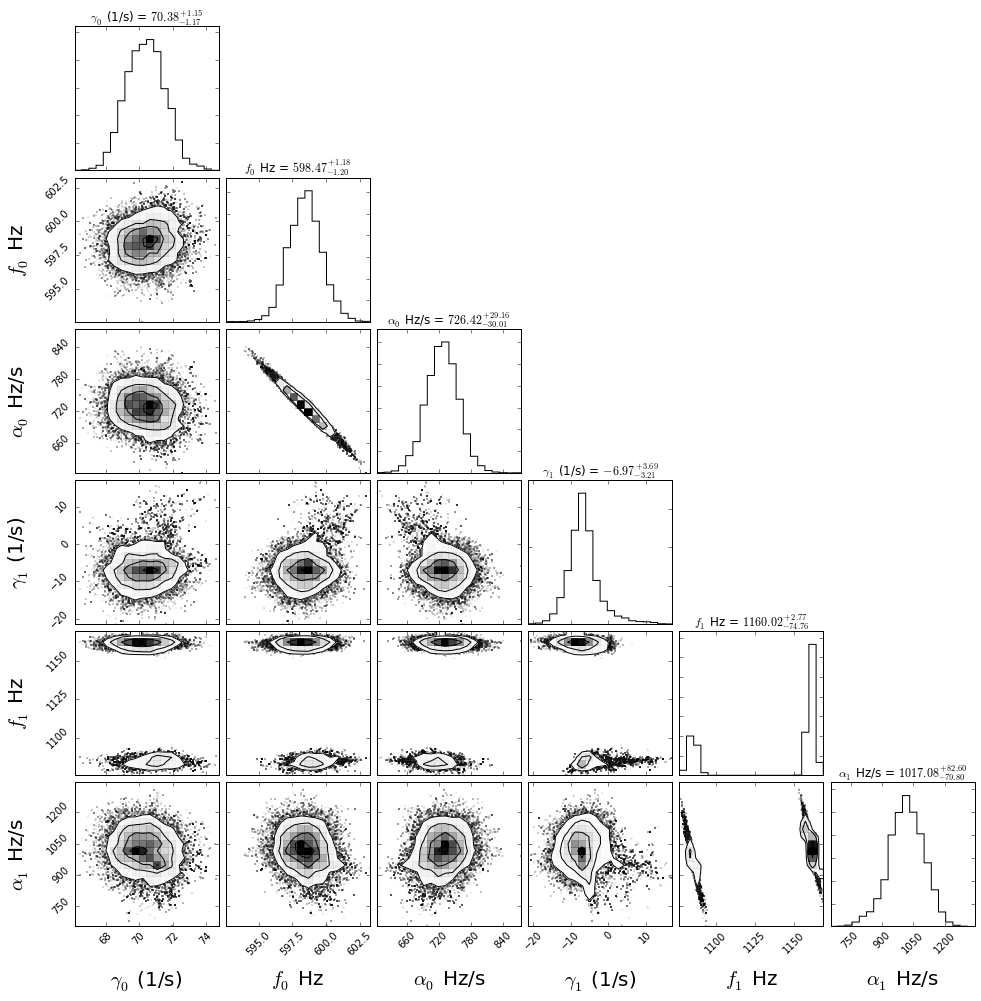 γ₀ (1/s) = 70.38 +1.15 −1.17
602.5
600.0
597.5
595.0
f₀ Hz
f₀ Hz = 598.47 +1.18 −1.20
840
780
720
660
α₀ Hz/s
α₀ Hz/s = 726.42 +29.16 −30.01
10
0
−10
−20
γ₁ (1/s)
γ₁ (1/s) = −6.97 +3.69 −3.21
1150
1125
1100
f₁ Hz
f₁ Hz = 1160.02 +2.77 −74.76
1200
1050
900
750
α₁ Hz/s
α₁ Hz/s = 1017.08 +82.60 −79.80
68 70 72 74 595.0 597.5 600.0 602.5 660 720 780 840 −20 −10 0 10 1100 1125 1150 750 900 1050 1200
γ₀ (1/s) f₀ Hz α₀ Hz/s γ₁ (1/s) f₁ Hz α₁ Hz/s